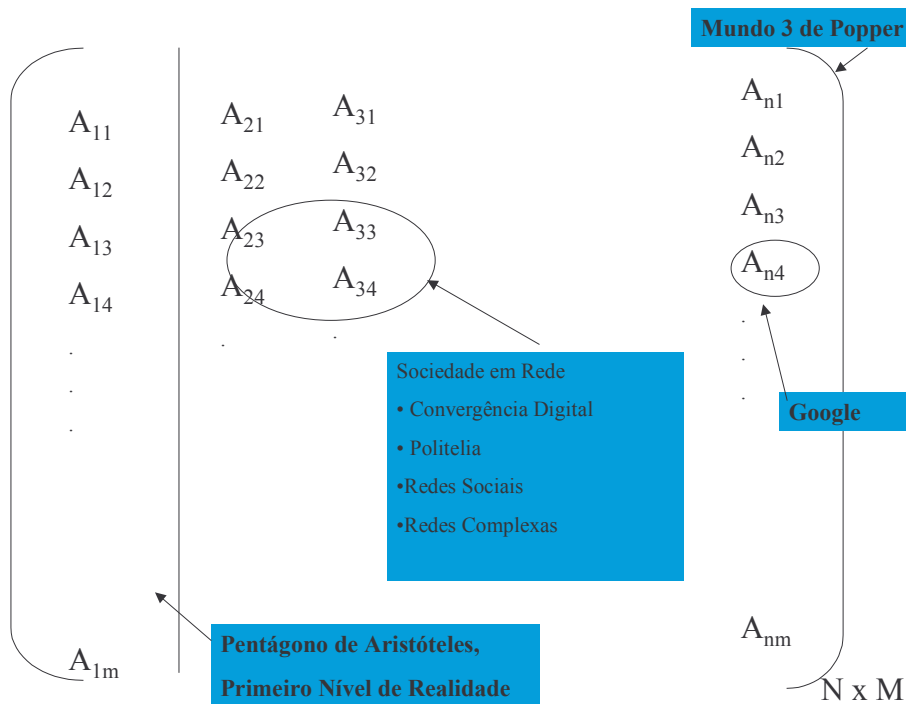 Mundo 3 de Popper
A11
A21
A31
An1
A12
A22
A32
An2
A13
A23
A33
An3
A14
A24
A34
An4
.
.
.
.
.
.
.
.
.
Sociedade em Rede
• Convergência Digital
• Politelia
•Redes Sociais
•Redes Complexas
Google
Pentágono de Aristóteles,
Primeiro Nível de Realidade
A1m
Anm
N x M